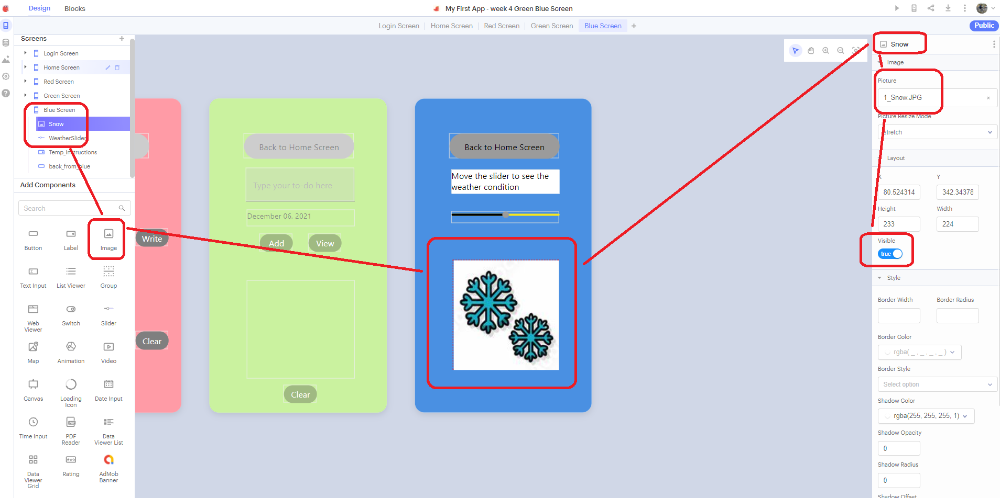 Design
Blocks
My First App - week 4 Green Blue Screen
Login Screen
Home Screen
Red Screen
Green Screen
Blue Screen
Public
Screens
Login Screen
Home Screen
Red Screen
Green Screen
Blue Screen
Snow
WeatherSlider
Temp_Instructions
back_from_blue
Add Components
Search
Button
Label
Image
Text Input
List Viewer
Group
Web
Viewer
Switch
Slider
Map
Animation
Video
Canvas
Loading
Icon
Date Input
Time Input
PDF
Reader
Data
Viewer List
Data
Viewer
Grid
Rating
AdMob
Banner
Write
Clear
Back to Home Screen
Type your to-do here
December 06, 2021
Add
View
Clear
Back to Home Screen
Move the slider to see the
weather condition
Snow
Image
Picture
1_Snow.JPG
Picture Resize Mode
stretch
Layout
X
Y
80.524314
342.34378
Height
Width
233
224
Visible
true
Style
Border Width
Border Radius
Border Color
rgba( _ , _ , _ , _ )
Border Style
Select option
Shadow Color
rgba(255, 255, 255, 1)
Shadow Opacity
0
Shadow Radius
0
Shadow Offset